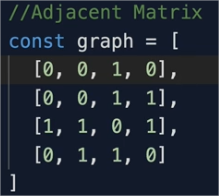 //Adjacent Matrix
const graph = [
[0, 0, 1, 0],
[0, 0, 1, 1],
[1, 1, 0, 1],
[0, 1, 1, 0]
]